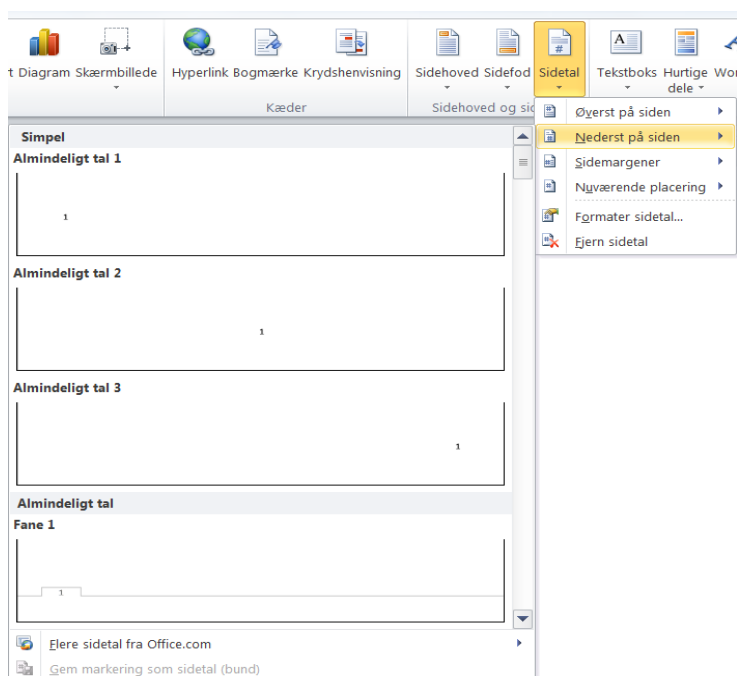 t Diagram Skærmbillede Hyperlink Bogmærke Krydshenvisning Sidehoved Sidefod Sidetal Tekstboks Hurtige Wor
dele
Kæder Sidehoved og sid
Øverst på siden
Nederst på siden
Sidemargener
Nuværende placering
Formater sidetal...
Fjern sidetal
Simpel
Almindeligt tal 1
1
Almindeligt tal 2
1
Almindeligt tal 3
1
Almindeligt tal
Fane 1
1
Flere sidetal fra Office.com
Gem markering som sidetal (bund)